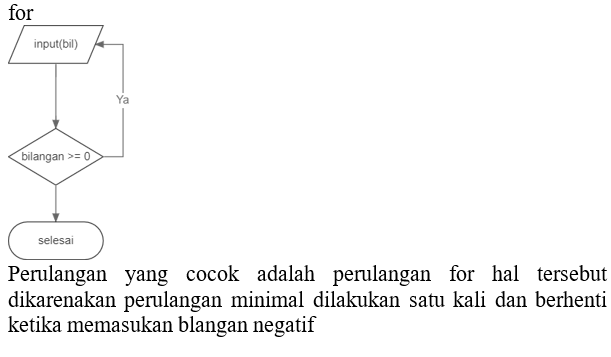 for
input(bil)
Ya
bilangan >= 0
selesai
Perulangan yang cocok adalah perulangan for hal tersebut
dikarenakan perulangan minimal dilakukan satu kali dan berhenti
ketika memasukan blangan negatif